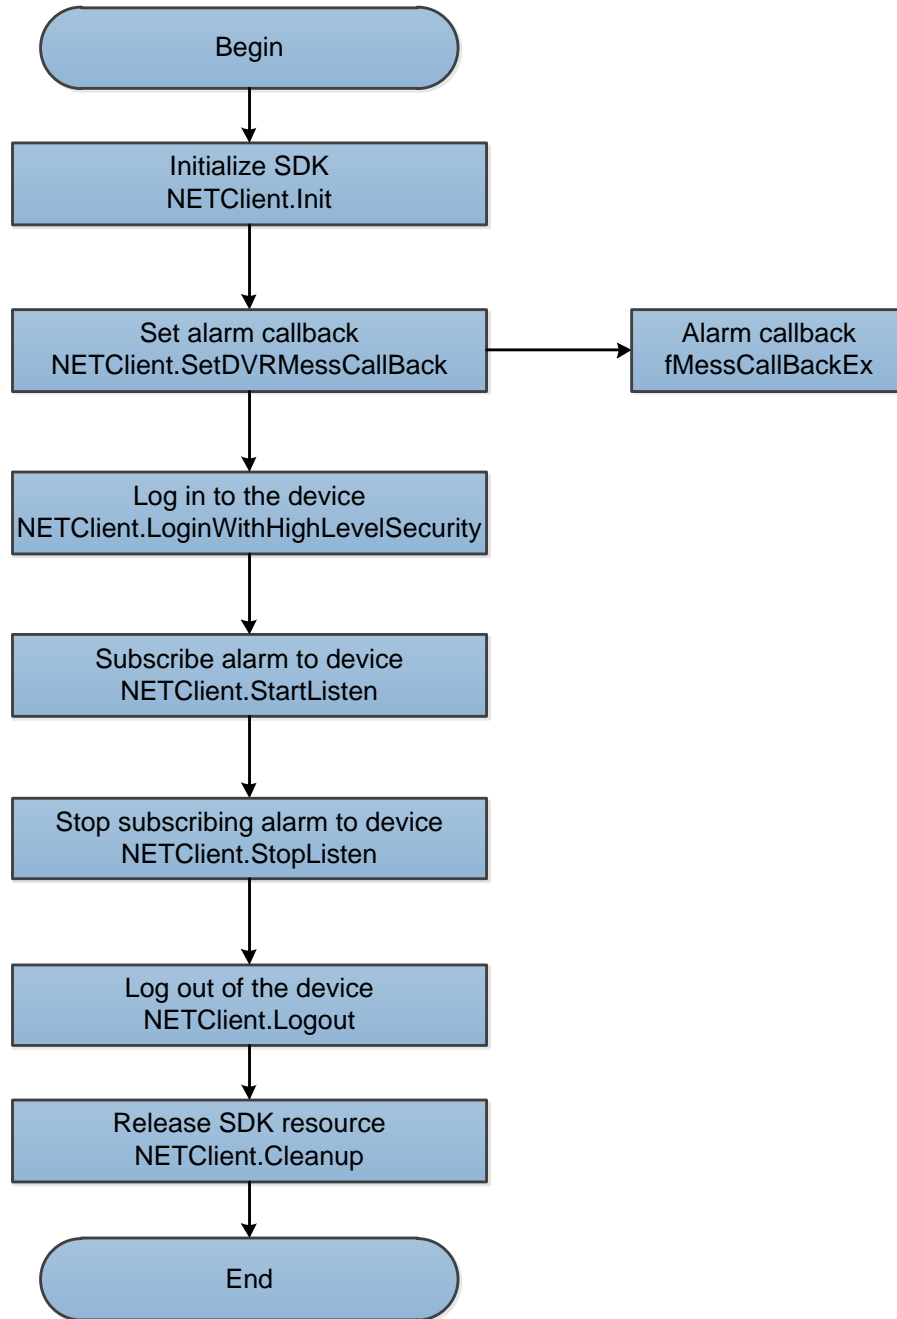 Begin
Initialize SDK
NETClient.Init
Set alarm callback
NETClient.SetDVRMessCallBack
Alarm callback
fMessCallBackEx
Log in to the device
NETClient.LoginWithHighLevelSecurity
Subscribe alarm to device
NETClient.StartListen
Stop subscribing alarm to device
NETClient.StopListen
Log out of the device
NETClient.Logout
Release SDK resource
NETClient.Cleanup
End